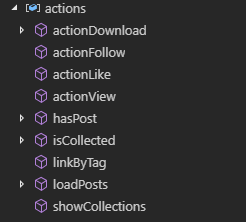 actions
actionDownload
actionFollow
actionLike
actionView
hasPost
isCollected
linkByTag
loadPosts
showCollections